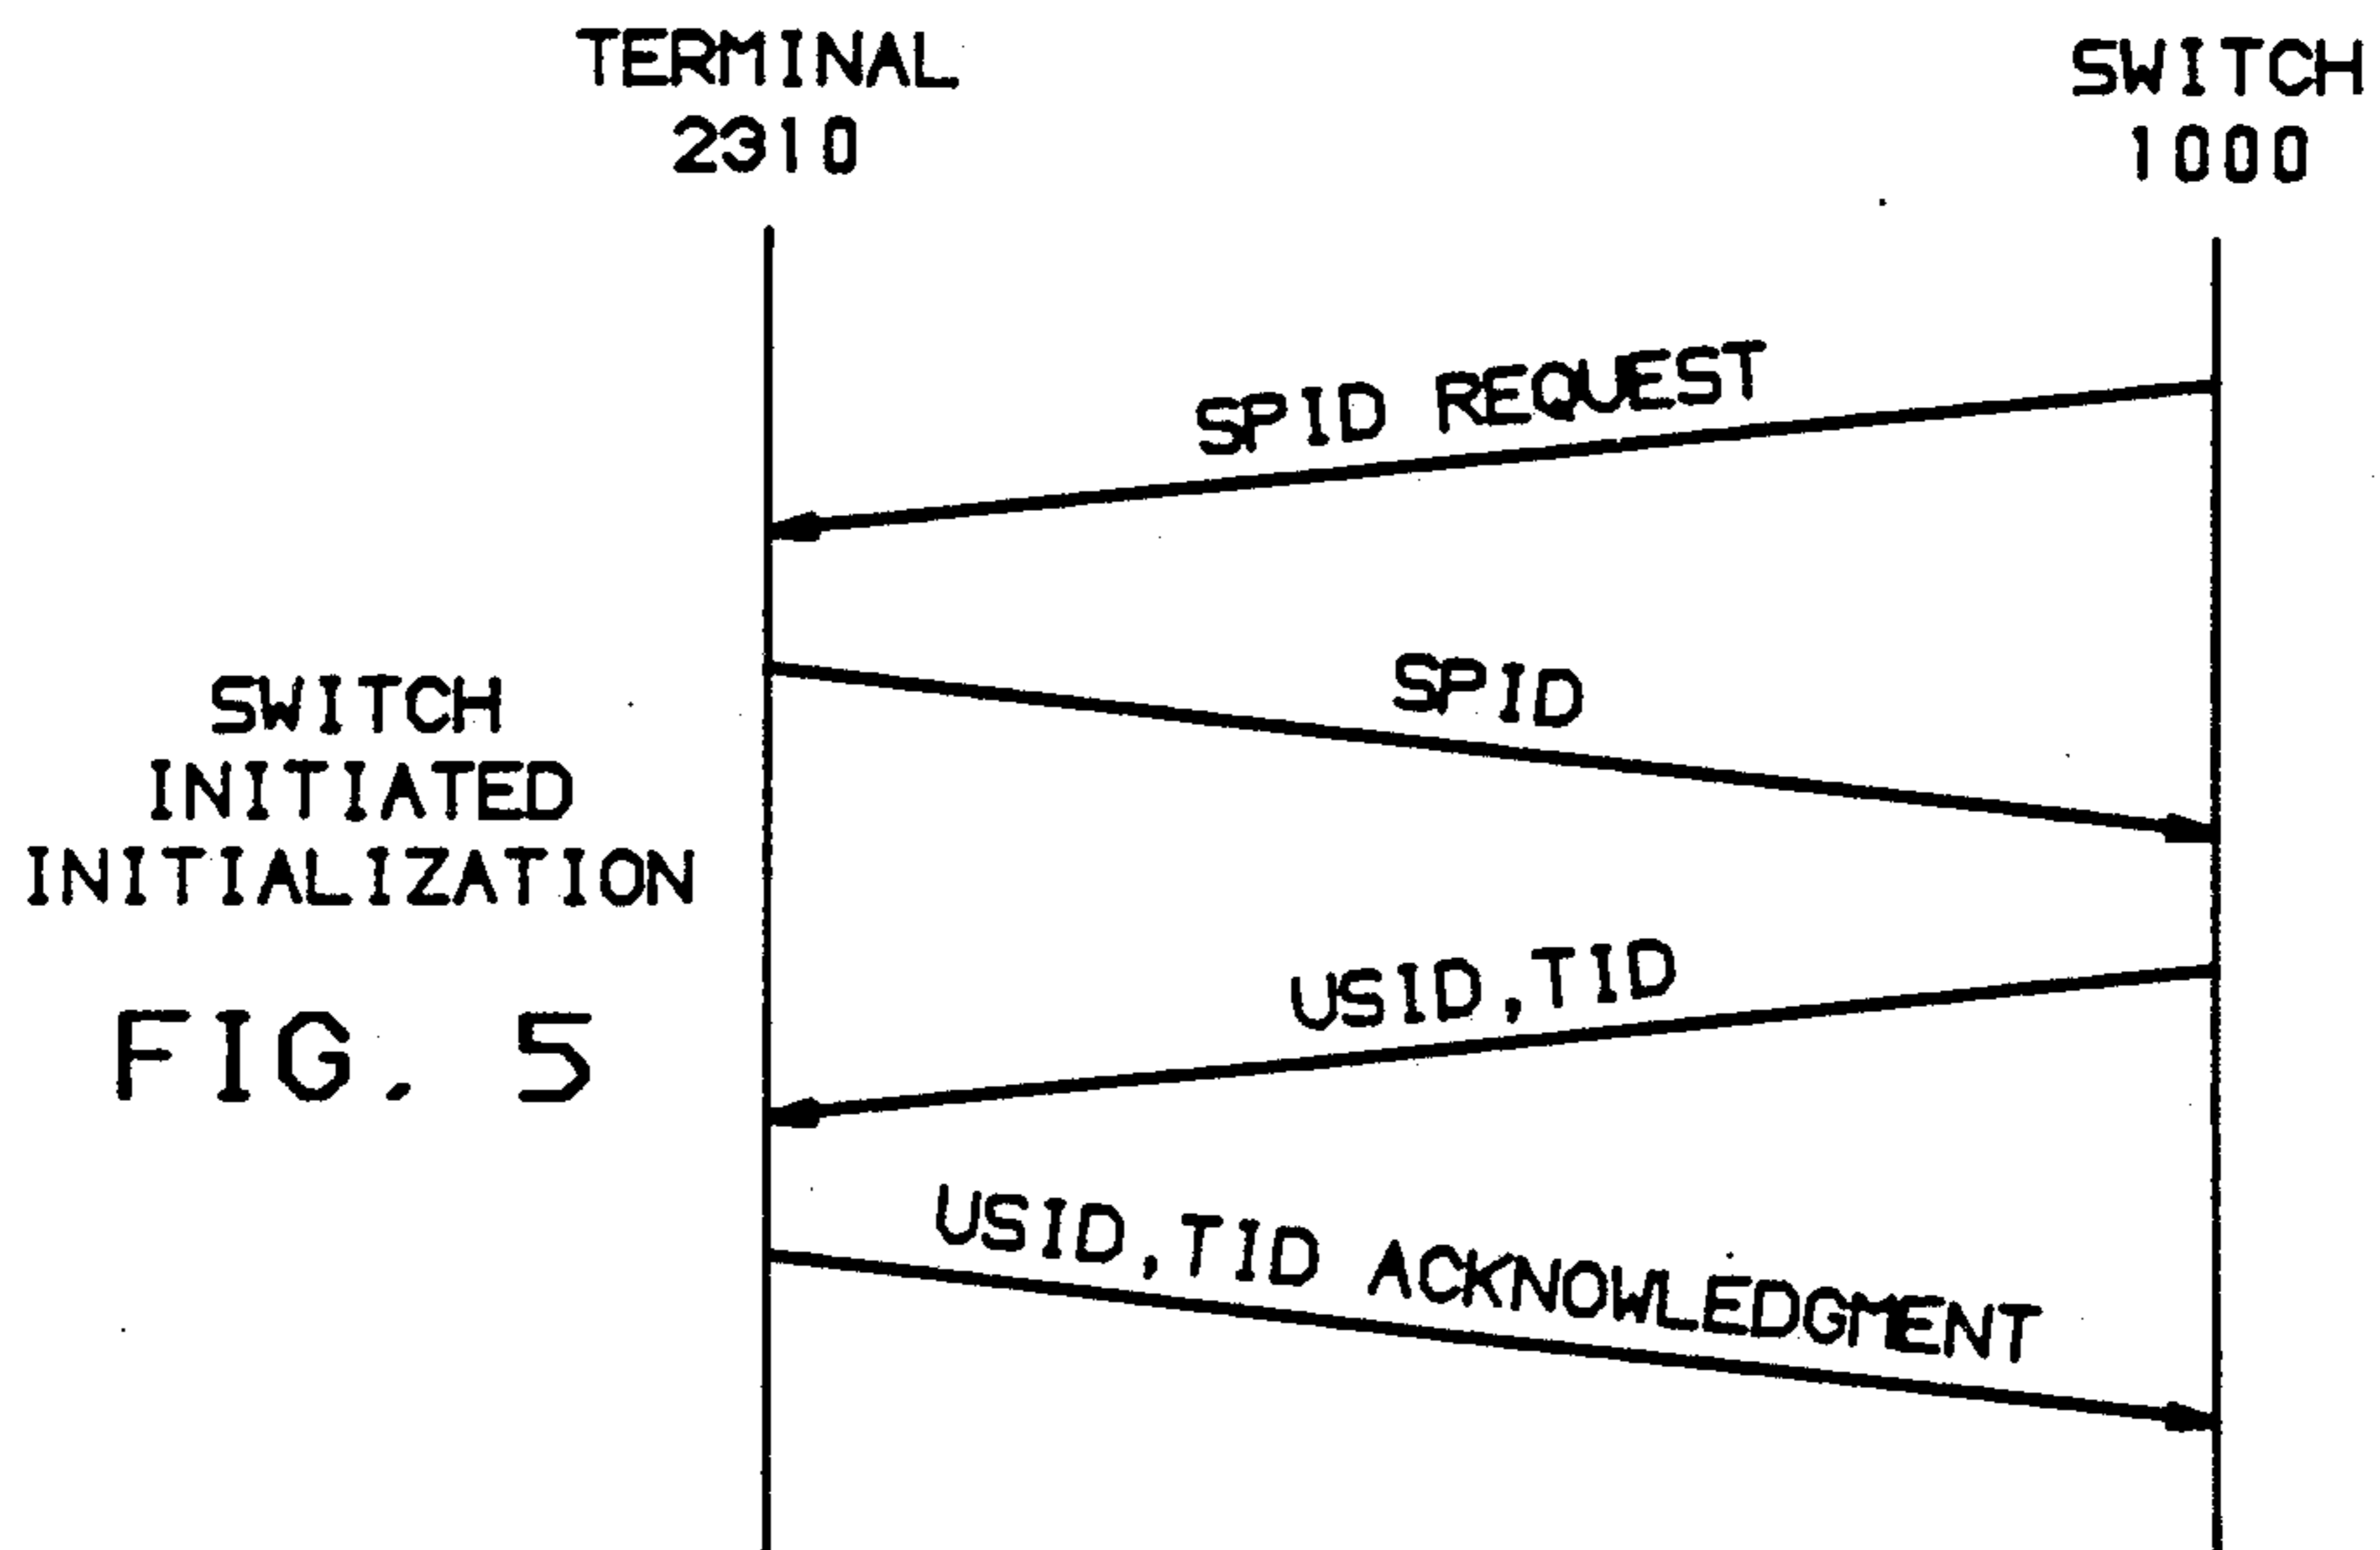 TERMINAL
2310
SWITCH
1000
SPID REQUEST
SPID
SWITCH
INITIATED
INITIALIZATION
USID,TID
FIG. 5
USID,TID ACKNOWLEDGMENT